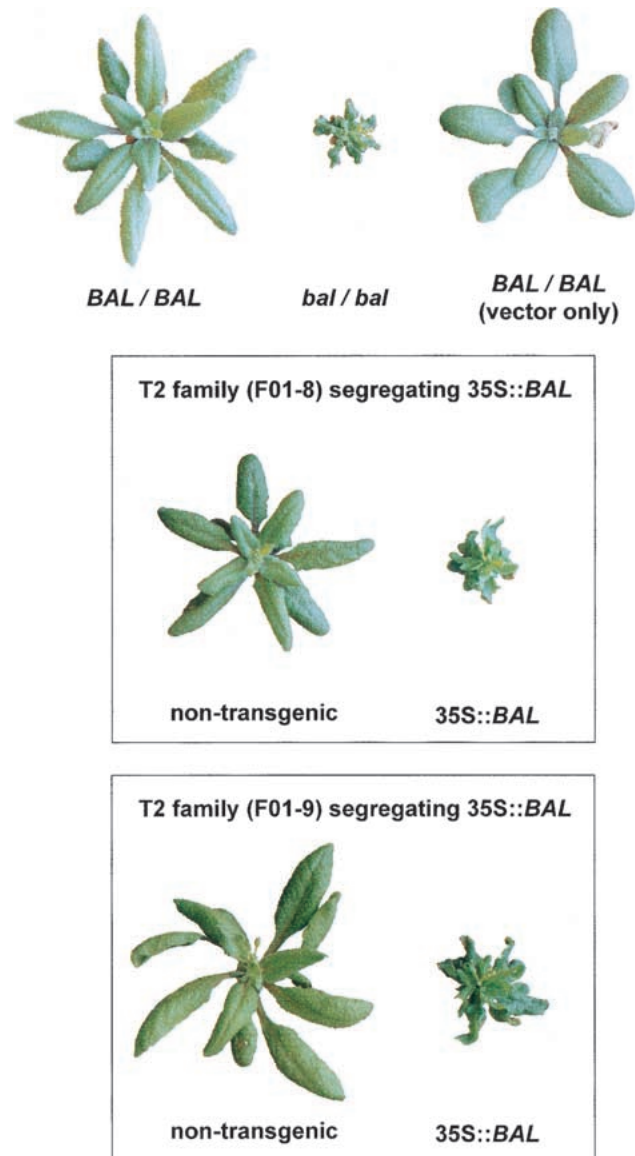 BAL / BAL
bal / bal
BAL / BAL
(vector only)
T2 family (F01-8) segregating 35S::BAL
non-transgenic
35S::BAL
T2 family (F01-9) segregating 35S::BAL
non-transgenic
35S::BAL